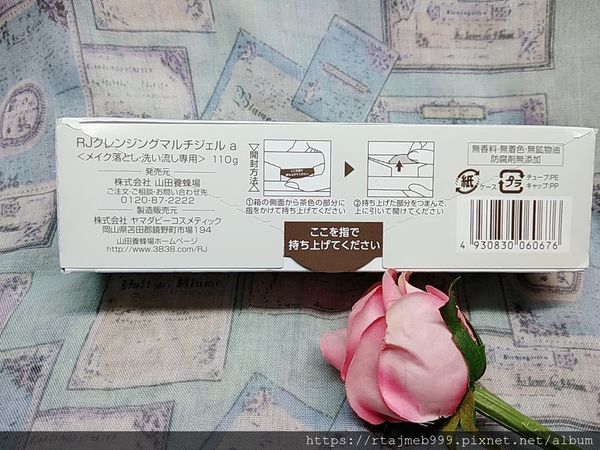 RJクレンジングマルチジェル a
<メイク落とし・洗い流し専用> 110g
発売元
株式会社 山田養蜂場
ご注文・ご相談・お問い合わせ先
0120-87-2222
製造販売元
株式会社 ヤマダビーコスメティック
岡山県苫田郡鏡野町市場194
山田養蜂場ホームページ
http://www.3838.com/RJ
開封方法
①箱の側面から茶色の部分に
指をかけて持ち上げてください
②持ち上げた部分をつまんで、
上に引いて開けてください
ここを指で
持ち上げてください
無香料・無着色・無鉱物油
防腐剤無添加
紙
ケース
プラ
チューブ:PE
キャップ:PP
4930830060676
https://rtajmeb999.pixnet.net/album